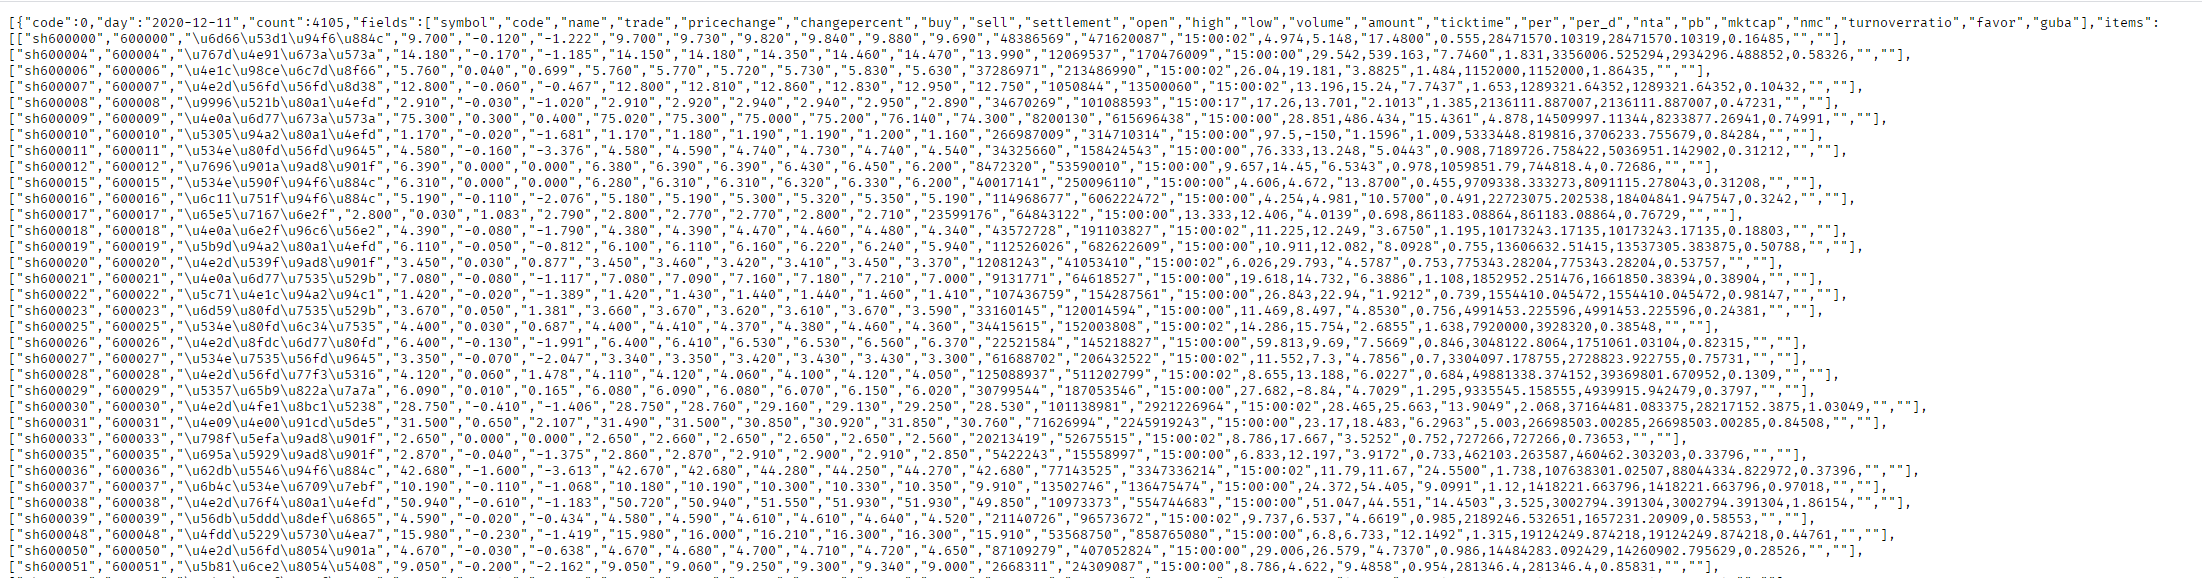 [{"code":0,"day":"2020-12-11","count":4105,"fields":["symbol","code","name","trade","pricechange","changepercent","buy","sell","settlement","open","high","low","volume","amount","ticktime","per","per_d","nta","pb","mktcap","nmc","turnoverratio","favor","guba"],"items":
[["sh600000","600000","\u6d66\u53d1\u94f6\u884c","9.700","-0.120","-1.222","9.700","9.730","9.820","9.840","9.880","9.690","48386569","471620087","15:00:02",4.974,5.148,"17.4800",0.555,28471570.10319,28471570.10319,0.16485,"",""],
["sh600004","600004","\u767d\u4e91\u673a\u573a","14.180","-0.170","-1.185","14.150","14.180","14.350","14.460","14.470","13.990","12069537","170476009","15:00:00",29.542,539.163,"7.7460",1.831,3356006.525294,2934296.488852,0.58326,"",""],
["sh600006","600006","\u4e1c\u98ce\u6c7d\u8f66","5.760","0.040","0.699","5.760","5.770","5.720","5.730","5.830","5.630","37286971","213486990","15:00:02",26.04,19.181,"3.8825",1.484,1152000,1152000,1.86435,"",""],
["sh600007","600007","\u4e2d\u56fd\u56fd\u8d38","12.800","-0.060","-0.467","12.800","12.810","12.860","12.830","12.950","12.750","1050844","13500060","15:00:02",13.196,15.24,"7.7437",1.653,1289321.64352,1289321.64352,0.10432,"",""],
["sh600008","600008","\u9996\u521b\u80a1\u4efd","2.910","-0.030","-1.020","2.910","2.920","2.940","2.940","2.950","2.890","34670269","101088593","15:00:17",17.26,13.701,"2.1013",1.385,2136111.887007,2136111.887007,0.47231,"",""],
["sh600009","600009","\u4e0a\u6d77\u673a\u573a","75.300","0.300","0.400","75.020","75.300","75.000","75.200","76.140","74.300","8200130","615696438","15:00:00",28.851,486.434,"15.4361",4.878,14509997.11344,8233877.26941,0.74991,"",""],
["sh600010","600010","\u5305\u94a2\u80a1\u4efd","1.170","-0.020","-1.681","1.170","1.180","1.190","1.190","1.200","1.160","266987009","314710314","15:00:00",97.5,-150,"1.1596",1.009,5333448.819816,3706233.755679,0.84284,"",""],
["sh600011","600011","\u534e\u80fd\u56fd\u9645","4.580","-0.160","-3.376","4.580","4.590","4.740","4.730","4.740","4.540","34325660","158424543","15:00:00",76.333,13.248,"5.0443",0.908,7189726.758422,5036951.142902,0.31212,"",""],
["sh600012","600012","\u7696\u901a\u9ad8\u901f","6.390","0.000","0.000","6.380","6.390","6.390","6.430","6.450","6.200","8472320","53590010","15:00:00",9.657,14.45,"6.5343",0.978,1059851.79,744818.4,0.72686,"",""],
["sh600015","600015","\u534e\u590f\u94f6\u884c","6.310","0.000","0.000","6.280","6.310","6.310","6.320","6.330","6.200","40017141","250096110","15:00:00",4.606,4.672,"13.8700",0.455,9709338.333273,8091115.278043,0.31208,"",""],
["sh600016","600016","\u6c11\u751f\u94f6\u884c","5.190","-0.110","-2.076","5.180","5.190","5.300","5.320","5.350","5.190","114968677","606222472","15:00:00",4.254,4.981,"10.5700",0.491,22723075.202538,18404841.947547,0.3242,"",""],
["sh600017","600017","\u65e5\u7167\u6e2f","2.800","0.030","1.083","2.790","2.800","2.770","2.770","2.800","2.710","23599176","64843122","15:00:00",13.333,12.406,"4.0139",0.698,861183.08864,861183.08864,0.76729,"",""],
["sh600018","600018","\u4e0a\u6e2f\u96c6\u56e2","4.390","-0.080","-1.790","4.380","4.390","4.470","4.460","4.480","4.340","43572728","191103827","15:00:02",11.225,12.249,"3.6750",1.195,10173243.17135,10173243.17135,0.18803,"",""],
["sh600019","600019","\u5b9d\u94a2\u80a1\u4efd","6.110","-0.050","-0.812","6.100","6.110","6.160","6.220","6.240","5.940","112526026","682622609","15:00:00",10.911,12.082,"8.0928",0.755,13606632.51415,13537305.383875,0.50788,"",""],
["sh600020","600020","\u4e2d\u539f\u9ad8\u901f","3.450","0.030","0.877","3.450","3.460","3.420","3.410","3.450","3.370","12081243","41053410","15:00:02",6.026,29.793,"4.5787",0.753,775343.28204,775343.28204,0.53757,"",""],
["sh600021","600021","\u4e0a\u6d77\u7535\u529b","7.080","-0.080","-1.117","7.080","7.090","7.160","7.180","7.210","7.000","9131771","64618527","15:00:00",19.618,14.732,"6.3886",1.108,1852952.251476,1661850.38394,0.38904,"",""],
["sh600022","600022","\u5c71\u4e1c\u94a2\u94c1","1.420","-0.020","-1.389","1.420","1.430","1.440","1.440","1.460","1.410","107436759","154287561","15:00:00",26.843,22.94,"1.9212",0.739,1554410.045472,1554410.045472,0.98147,"",""],
["sh600023","600023","\u6d59\u80fd\u7535\u529b","3.670","0.050","1.381","3.660","3.670","3.620","3.610","3.670","3.590","33160145","120014594","15:00:00",11.469,8.497,"4.8530",0.756,4991453.225596,4991453.225596,0.24381,"",""],
["sh600025","600025","\u534e\u80fd\u6c34\u7535","4.400","0.030","0.687","4.400","4.410","4.370","4.380","4.460","4.360","34415615","152003808","15:00:02",14.286,15.754,"2.6855",1.638,7920000,3928320,0.38548,"",""],
["sh600026","600026","\u4e2d\u8fdc\u6d77\u80fd","6.400","-0.130","-1.991","6.400","6.410","6.530","6.530","6.560","6.370","22521584","145218827","15:00:00",59.813,9.69,"7.5669",0.846,3048122.8064,1751061.03104,0.82315,"",""],
["sh600027","600027","\u534e\u7535\u56fd\u9645","3.350","-0.070","-2.047","3.340","3.350","3.420","3.430","3.430","3.300","61688702","206432522","15:00:02",11.552,7.3,"4.7856",0.7,3304097.178755,2728823.922755,0.75731,"",""],
["sh600028","600028","\u4e2d\u56fd\u77f3\u5316","4.120","0.060","1.478","4.110","4.120","4.060","4.100","4.120","4.050","125088937","511202799","15:00:02",8.655,13.188,"6.0227",0.684,49881338.374152,39369801.670952,0.1309,"",""],
["sh600029","600029","\u5357\u65b9\u822a\u7a7a","6.090","0.010","0.165","6.080","6.090","6.080","6.070","6.150","6.020","30799544","187053546","15:00:00",27.682,-8.84,"4.7029",1.295,9335545.158555,4939915.942479,0.3797,"",""],
["sh600030","600030","\u4e2d\u4fe1\u8bc1\u5238","28.750","-0.410","-1.406","28.750","28.760","29.160","29.130","29.250","28.530","101138981","2921226964","15:00:02",28.465,25.663,"13.9049",2.068,37164481.083375,28217152.3875,1.03049,"",""],
["sh600031","600031","\u4e09\u4e00\u91cd\u5de5","31.500","0.650","2.107","31.490","31.500","30.850","30.920","31.850","30.760","71626994","2245919243","15:00:00",23.17,18.483,"6.2963",5.003,26698503.00285,26698503.00285,0.84508,"",""],
["sh600033","600033","\u798f\u5efa\u9ad8\u901f","2.650","0.000","0.000","2.650","2.660","2.650","2.650","2.650","2.560","20213419","52675515","15:00:02",8.786,17.667,"3.5252",0.752,727266,727266,0.73653,"",""],
["sh600035","600035","\u695a\u5929\u9ad8\u901f","2.870","-0.040","-1.375","2.860","2.870","2.910","2.900","2.910","2.850","5422243","15558997","15:00:00",6.833,12.197,"3.9172",0.733,462103.263587,460462.303203,0.33796,"",""],
["sh600036","600036","\u62db\u5546\u94f6\u884c","42.680","-1.600","-3.613","42.670","42.680","44.280","44.250","44.270","42.680","77143525","3347336214","15:00:02",11.79,11.67,"24.5500",1.738,107638301.02507,88044334.822972,0.37396,"",""],
["sh600037","600037","\u6b4c\u534e\u6709\u7ebf","10.190","-0.110","-1.068","10.180","10.190","10.300","10.330","10.350","9.910","13502746","136475474","15:00:00",24.372,54.405,"9.0991",1.12,1418221.663796,1418221.663796,0.97018,"",""],
["sh600038","600038","\u4e2d\u76f4\u80a1\u4efd","50.940","-0.610","-1.183","50.720","50.940","51.550","51.930","51.930","49.850","10973373","554744683","15:00:00",51.047,44.551,"14.4503",3.525,3002794.391304,3002794.391304,1.86154,"",""],
["sh600039","600039","\u56db\u5ddd\u8def\u6865","4.590","-0.020","-0.434","4.580","4.590","4.610","4.610","4.640","4.520","21140726","96573672","15:00:02",9.737,6.537,"4.6619",0.985,2189246.532651,1657231.20909,0.58553,"",""],
["sh600048","600048","\u4fdd\u5229\u5730\u4ea7","15.980","-0.230","-1.419","15.980","16.000","16.210","16.300","16.300","15.910","53568750","858765080","15:00:00",6.8,6.733,"12.1492",1.315,19124249.874218,19124249.874218,0.44761,"",""],
["sh600050","600050","\u4e2d\u56fd\u8054\u901a","4.670","-0.030","-0.638","4.670","4.680","4.700","4.710","4.720","4.650","87109279","407052824","15:00:00",29.006,26.579,"4.7370",0.986,14484283.092429,14260902.795629,0.28526,"",""],
["sh600051","600051","\u5b81\u6ce2\u8054\u5408","9.050","-0.200","-2.162","9.050","9.060","9.250","9.300","9.340","9.000","2668311","24309087","15:00:00",8.786,4.622,"9.4858",0.954,281346.4,281346.4,0.85831,"",""],